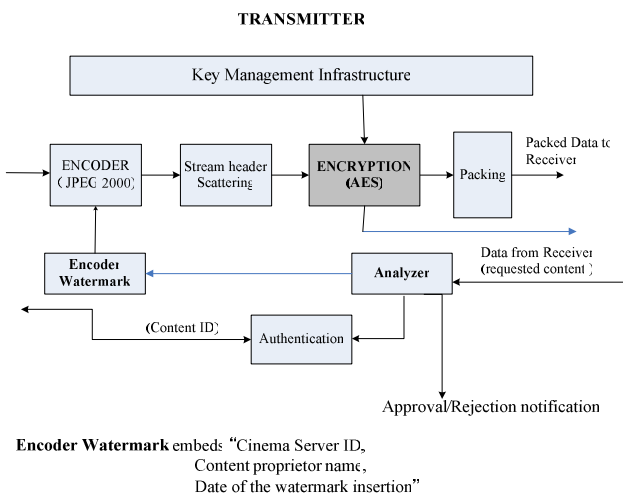 TRANSMITTER
Key Management Infrastructure
ENCODER
(JPEG 2000)
Stream header
Scattering
ENCRYPTION
(AES)
Packing
Packed Data to
Receiver
Encoder
Watermark
Analyzer
Data from Receiver
(requested content )
(Content ID)
Authentication
Approval/Rejection notification
Encoder Watermark embeds “Cinema Server ID,
Content proprietor name,
Date of the watermark insertion”